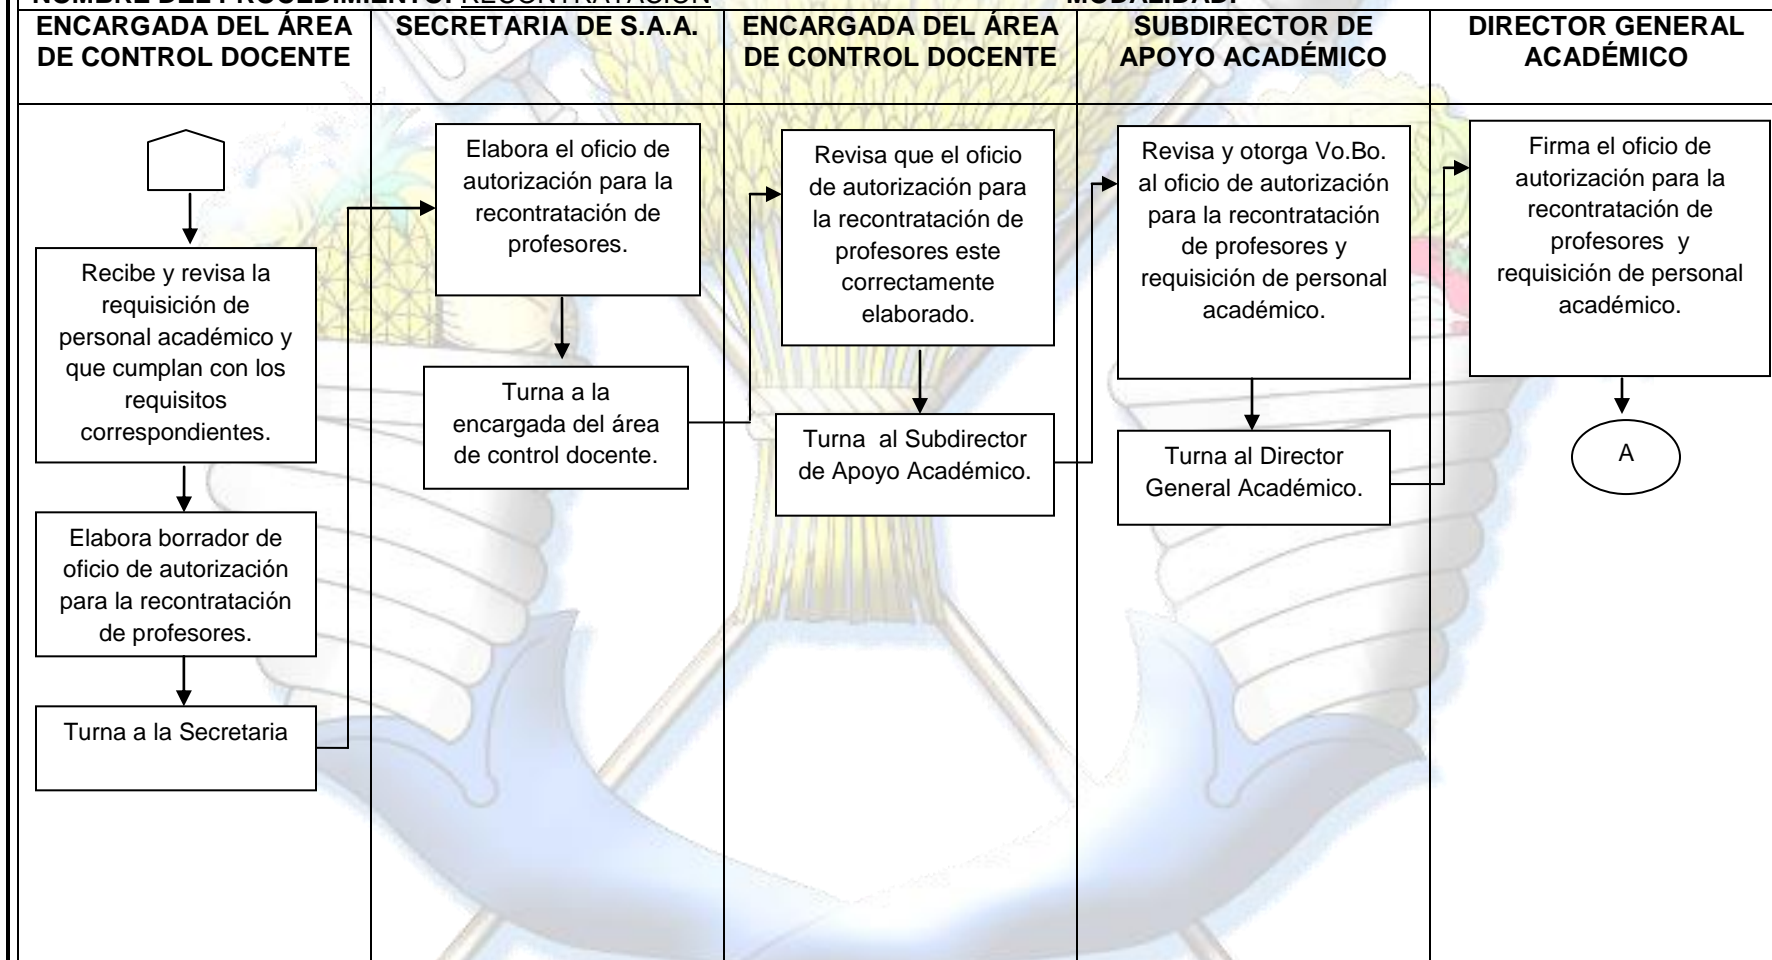 NOMBRE DEL PROCEDIMIENTO: RECONTRATACIÓN MODALIDAD:
ENCARGADA DEL ÁREA
DE CONTROL DOCENTE
SECRETARIA DE S.A.A.
ENCARGADA DEL ÁREA
DE CONTROL DOCENTE
SUBDIRECTOR DE
APOYO ACADÉMICO
DIRECTOR GENERAL
ACADÉMICO
Recibe y revisa la
requisición de
personal académico y
que cumplan con los
requisitos
correspondientes.
Elabora borrador de
oficio de autorización
para la recontratación
de profesores.
Turna a la Secretaria
Elabora el oficio de
autorización para la
recontratación de
profesores.
Turna a la
encargada del área
de control docente.
Revisa que el oficio
de autorización para
la recontratación de
profesores este
correctamente
elaborado.
Turna  al Subdirector
de Apoyo Académico.
Revisa y otorga Vo.Bo.
al oficio de autorización
para la recontratación
de profesores y
requisición de personal
académico.
Turna al Director
General Académico.
Firma el oficio de
autorización para la
recontratación de
profesores  y
requisición de personal
académico.
A